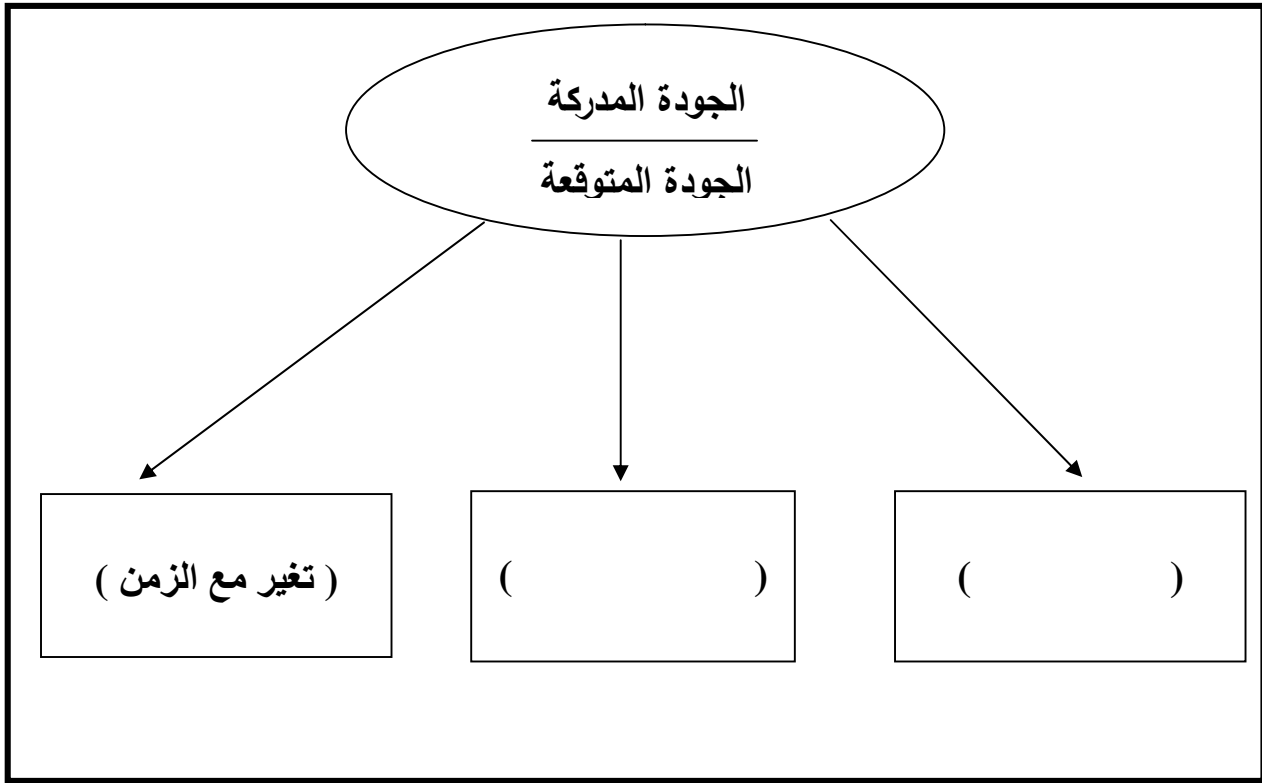 الجودة المدركة
الجودة المتوقعة
( )
( )
( تغير مع الزمن )